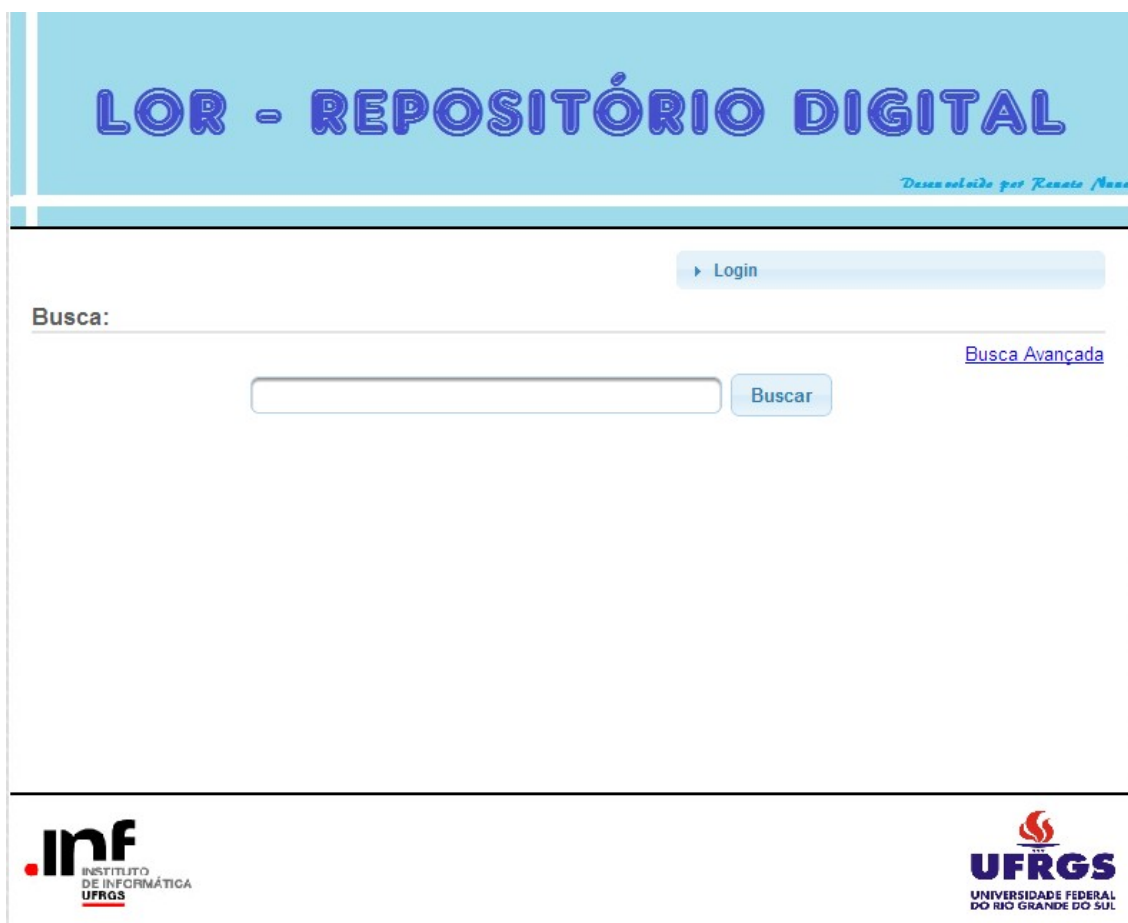 LOR - REPOSITÓRIO DIGITAL
Desenvoloido por Renato
Login
Busca:
Busca Avançada
Buscar
.inf
INSTITUTO
DE INFORMÁTICA
UFRGS
UFRGS
UNIVERSIDADE FEDERAL
DO RIO GRANDE DO SUL